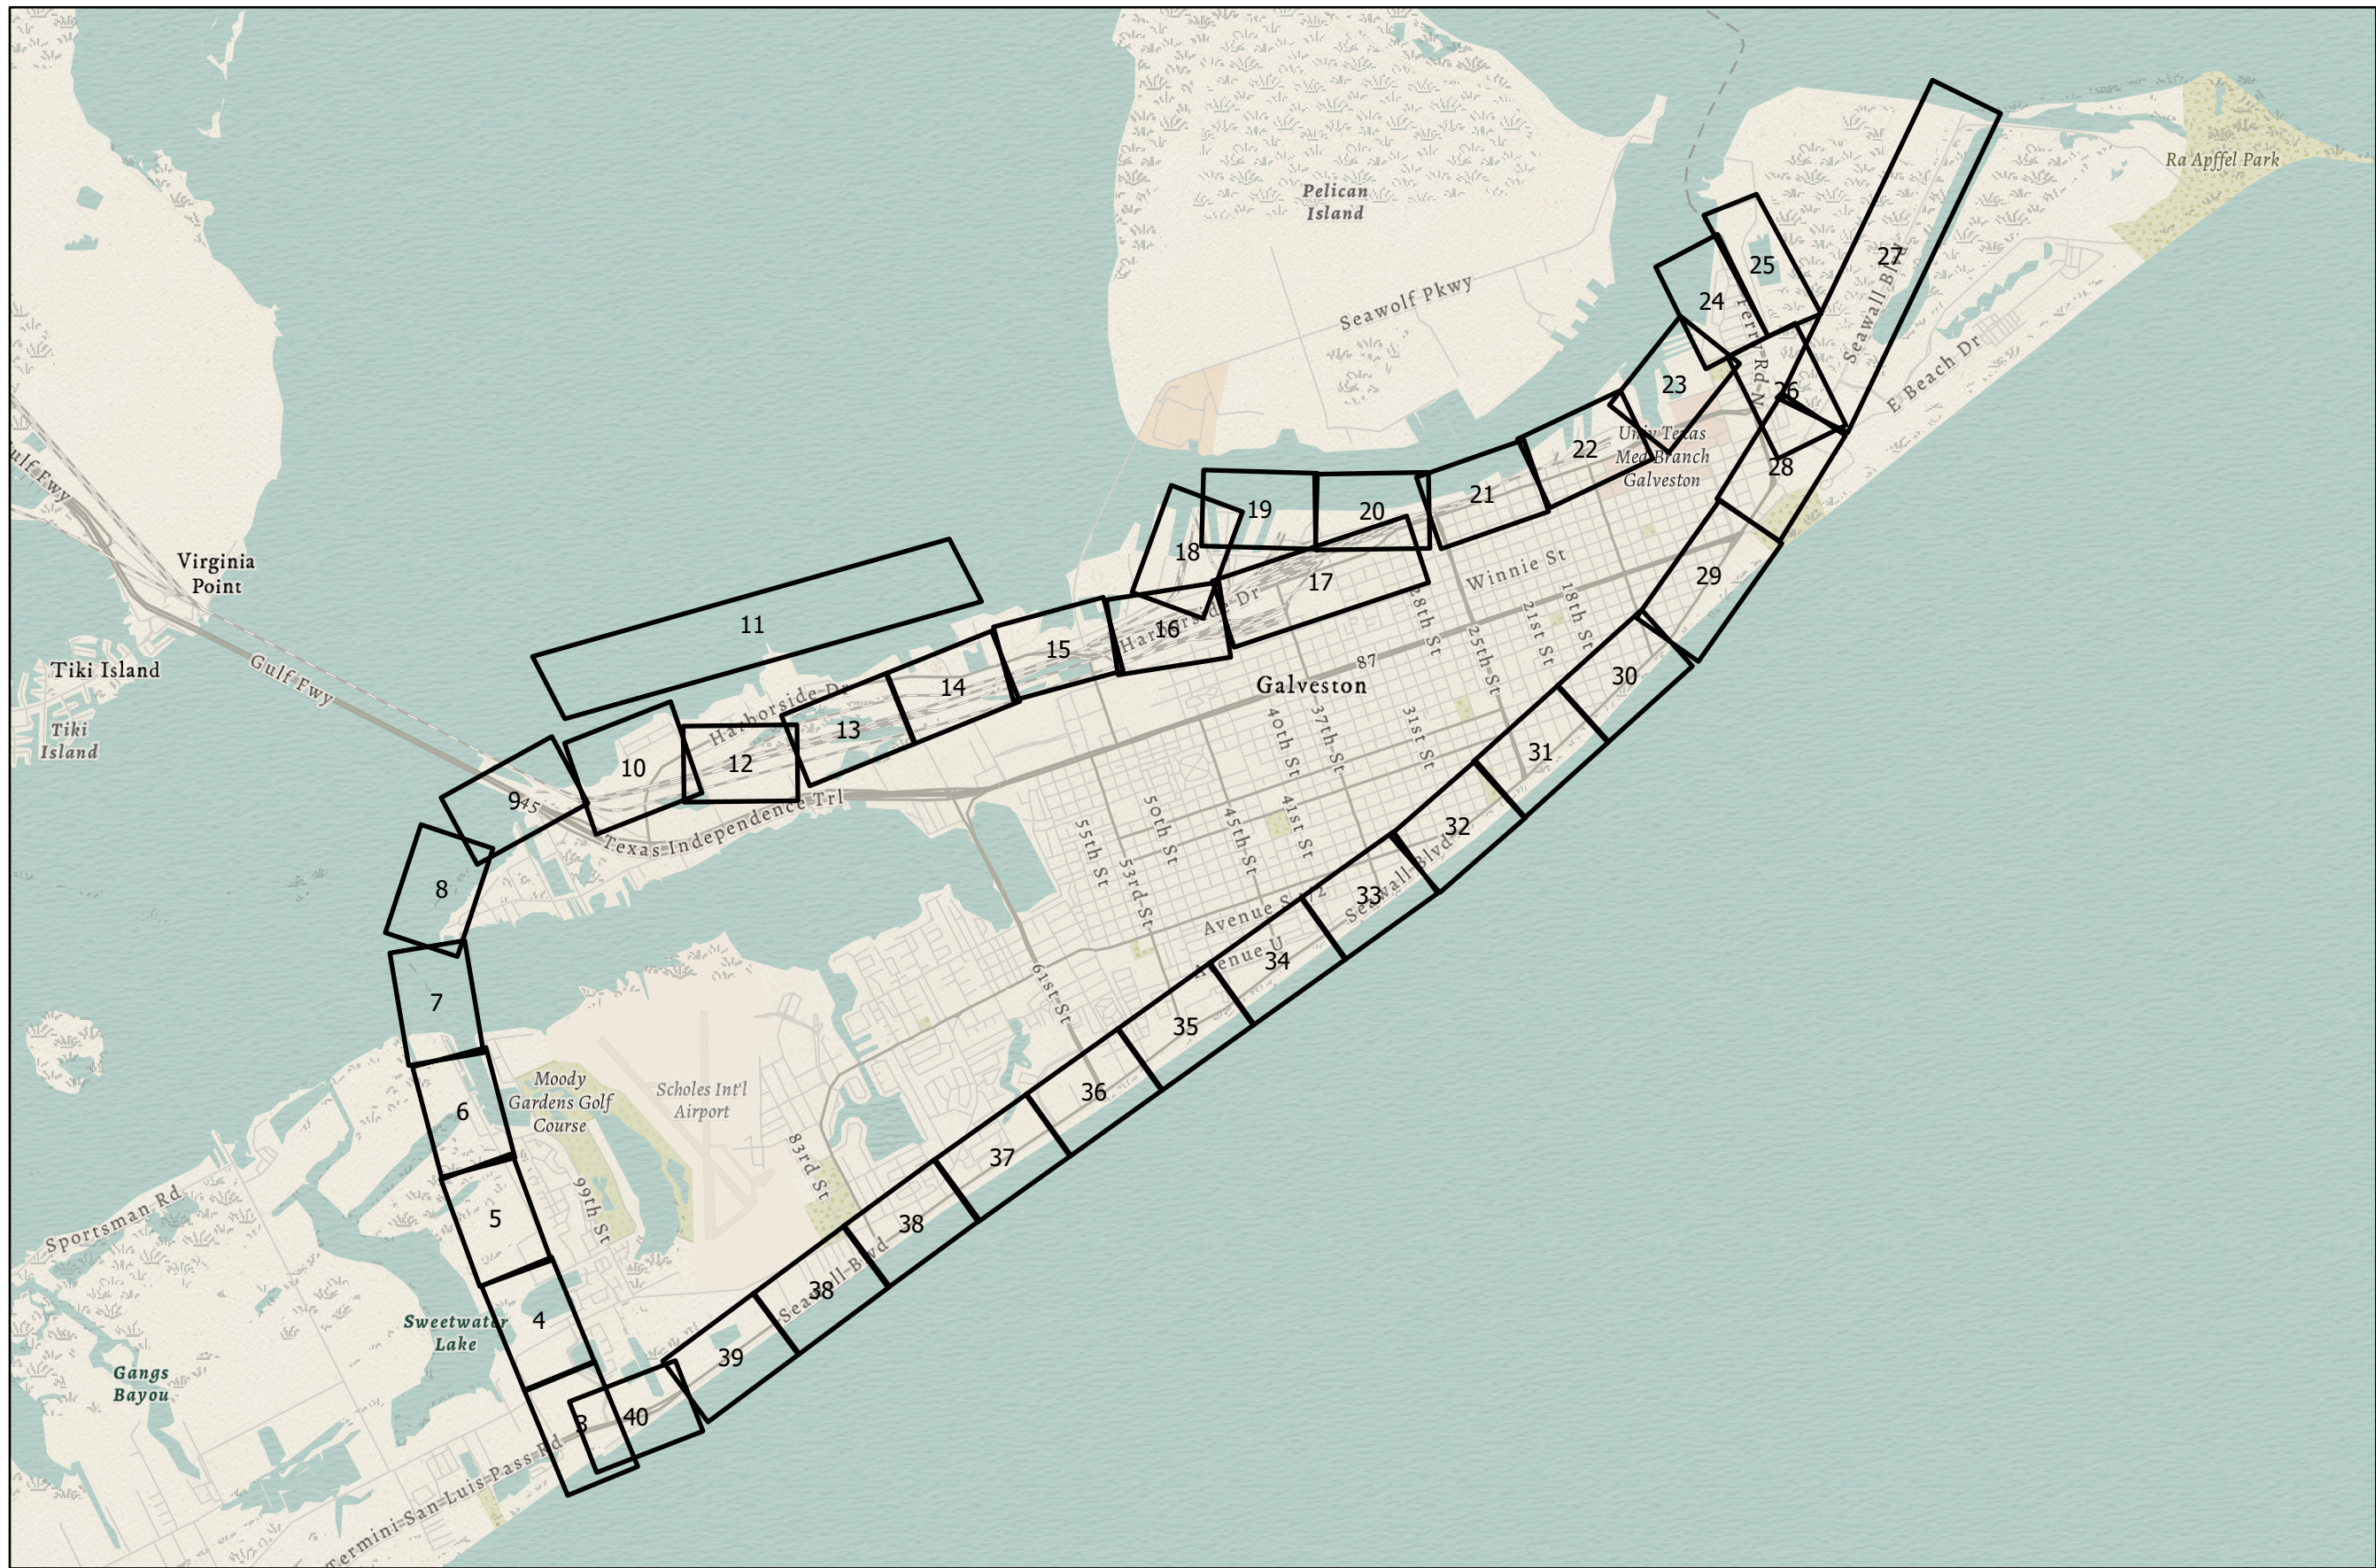 Pelican
Island
Ra Apffel Park
27
Seawall Blvd
25
Seawolf Pkwy
24
Ferry Rd N
E Beach Dr
23
26
Univ Texas
Med Branch
Galveston
22
28
21
19
20
18
17
Winnie St
29
Gulf Fwy
Virginia
Point
11
Tiki Island
Gulf Fwy
Tiki
Island
Harborside Dr
16
15
14
13
Harborside Dr
12
10
9
45
Texas Independence Trl
28th St
25th St
21st St
18th St
87
Galveston
30
40th St
37th St
31st St
31
55th St
50th St
53rd St
45th St
41st St
32
8
33
Seawall Blvd
Avenue S 1/2
Avenue U
34
7
61st St
35
Moody
Gardens Golf
Course
Scholes Int'l
Airport
36
6
83rd St
37
99th St
5
38
Sportsman Rd
38
Seawall Blvd
4
Sweetwater
Lake
39
Gangs
Bayou
3
40
Termini-San-Luis-Pass-Rd